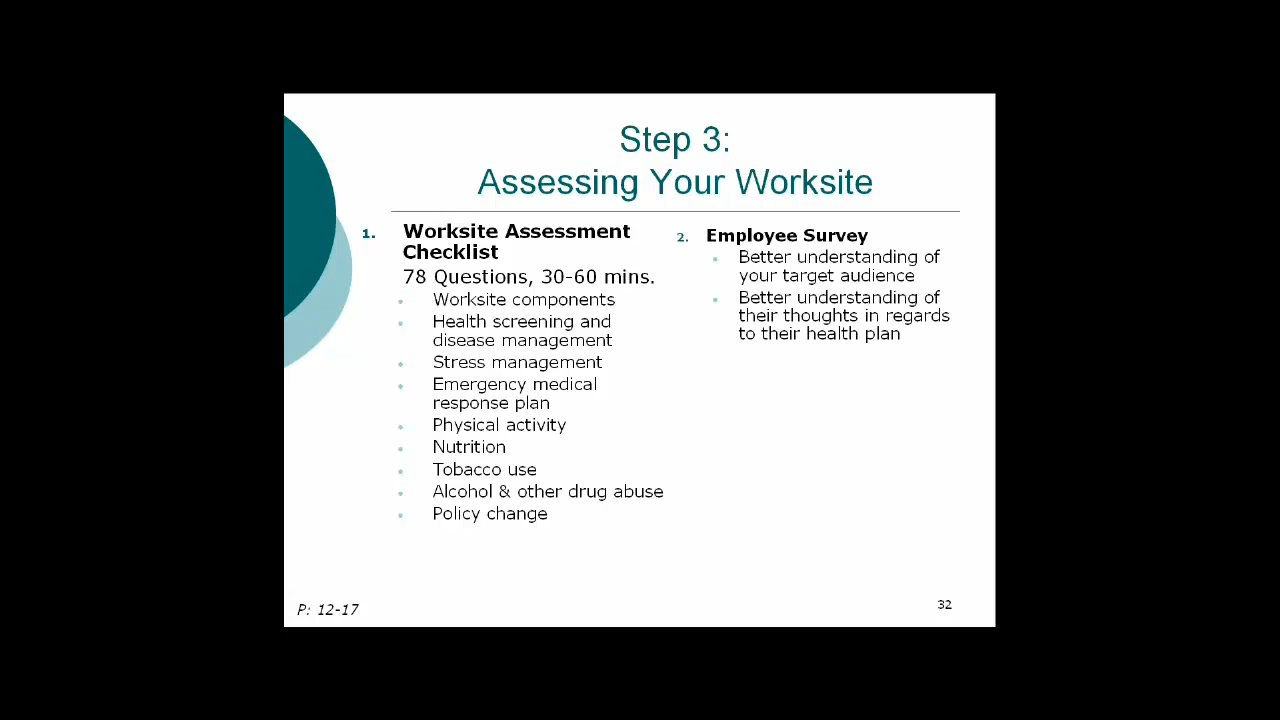 Step 3:
Assessing Your Worksite
1. Worksite Assessment
Checklist
78 Questions, 30-60 mins.
Worksite components
Health screening and
disease management
Stress management
Emergency medical
response plan
Physical activity
Nutrition
Tobacco use
Alcohol & other drug abuse
Policy change
2. Employee Survey
Better understanding of
your target audience
Better understanding of
their thoughts in regards
to their health plan
P: 12-17
32